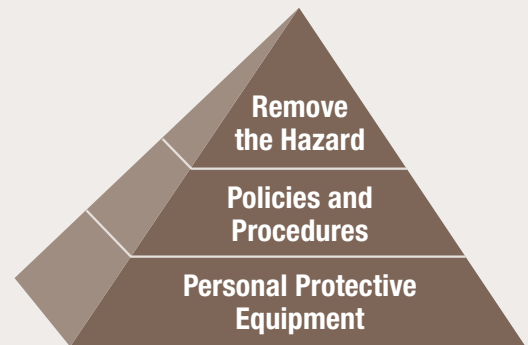 Remove
the Hazard
Policies and
Procedures
Personal Protective
Equipment